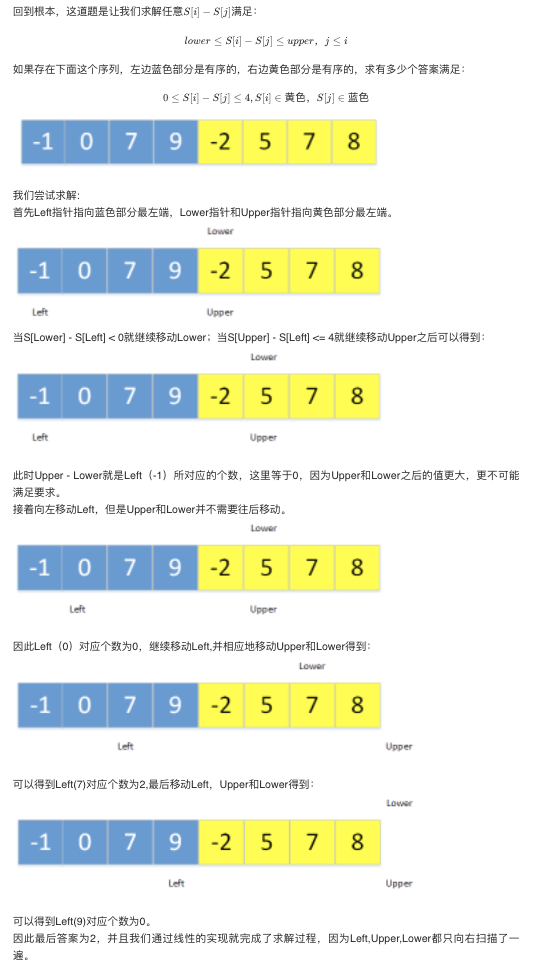 回到根本，这道题是让我们求解任意S[i] − S[j]满足：
lower ≤ S[i] − S[j] ≤ upper，j ≤ i
如果存在下面这个序列，左边蓝色部分是有序的，右边黄色部分是有序的，求有多少个答案满足：
0 ≤ S[i] − S[j] ≤ 4, S[i] ∈ 黄色，S[j] ∈ 蓝色
-1 0 7 9 -2 5 7 8
我们尝试求解:
首先Left指针指向蓝色部分最左端，Lower指针和Upper指针指向黄色部分最左端。
Lower
-1 0 7 9 -2 5 7 8
Left Upper
当S[Lower] - S[Left] < 0就继续移动Lower；当S[Upper] - S[Left] <= 4就继续移动Upper之后可以得到：
Lower
-1 0 7 9 -2 5 7 8
Left Upper
此时Upper - Lower就是Left（-1）所对应的个数，这里等于0，因为Upper和Lower之后的值更大，更不可能
满足要求。
接着向左移动Left，但是Upper和Lower并不需要往后移动。
Lower
-1 0 7 9 -2 5 7 8
Left Upper
因此Left（0）对应个数为0，继续移动Left,并相应地移动Upper和Lower得到：
Lower
-1 0 7 9 -2 5 7 8
Left Upper
可以得到Left(7)对应个数为2,最后移动Left，Upper和Lower得到：
Lower
-1 0 7 9 -2 5 7 8
Left Upper
可以得到Left(9)对应个数为0。
因此最后答案为2，并且我们通过线性的实现就完成了求解过程，因为Left,Upper,Lower都只向右扫描了一
遍。